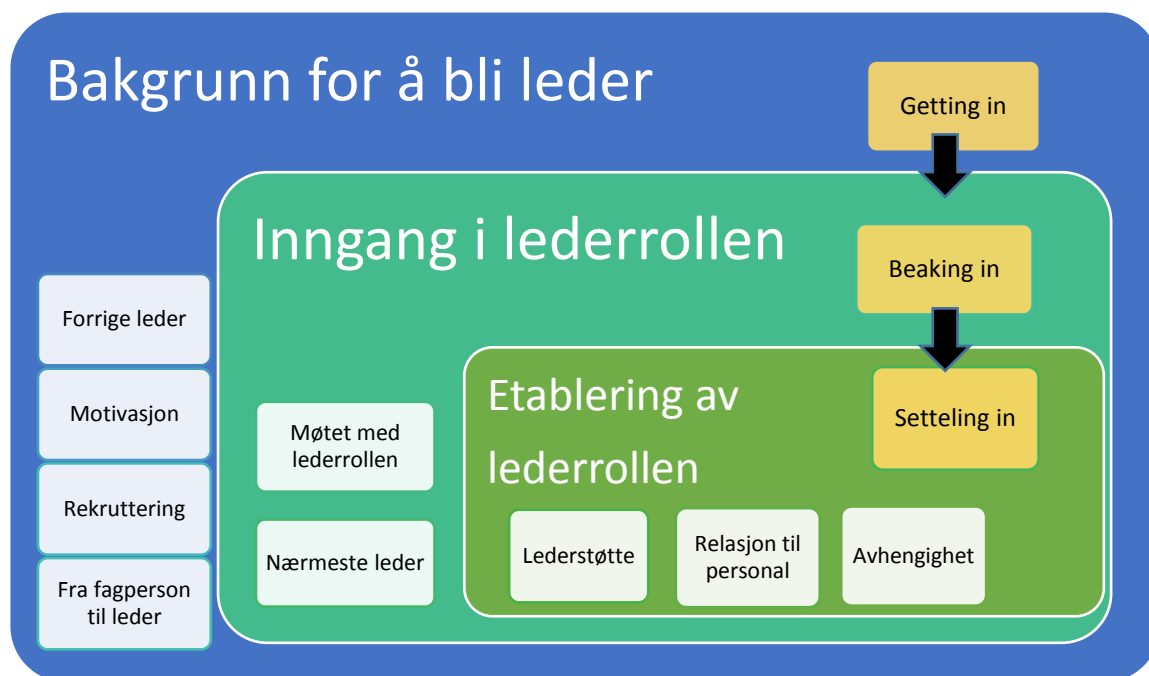 Bakgrunn for å bli leder
Getting in
Inngang i lederrollen
Beaking in
Forrige leder
Motivasjon
Rekruttering
Fra fagperson
til leder
Møtet med
lederrollen
Nærmeste leder
Etablering av
lederrollen
Setteling in
Lederstøtte
Relasjon til
personal
Avhengighet